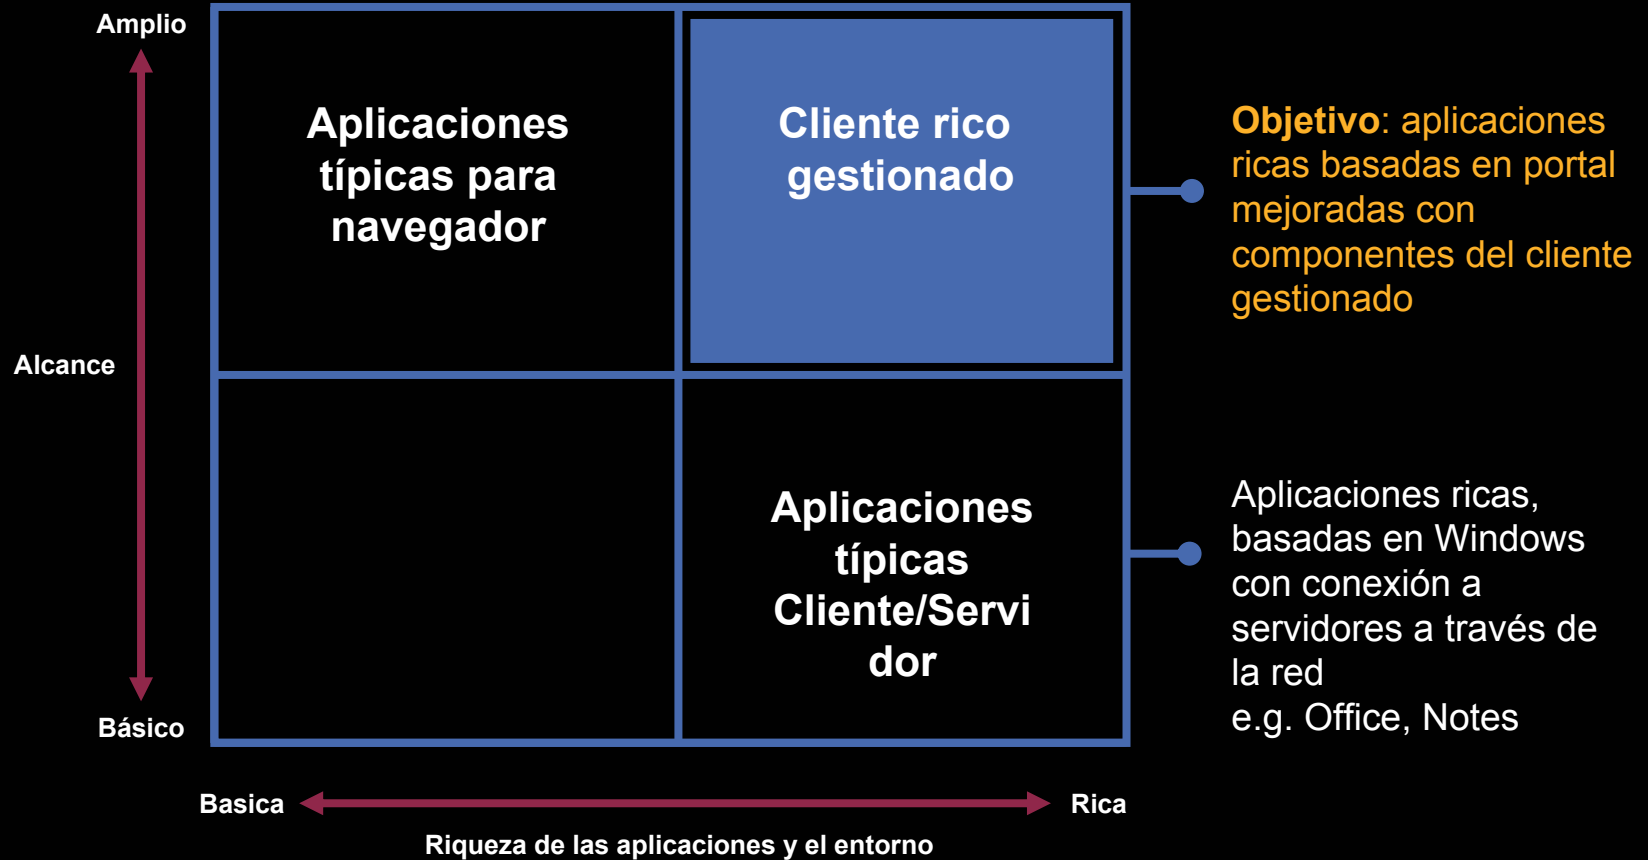 Amplio
Aplicaciones
típicas para
navegador
Cliente rico
gestionado
Objetivo: aplicaciones
ricas basadas en portal
mejoradas con
componentes del cliente
gestionado
Alcance
Aplicaciones
típicas
Cliente/Servi
dor
Aplicaciones ricas,
basadas en Windows
con conexión a
servidores a través de
la red
e.g. Office, Notes
Básico
Basica
Rica
Riqueza de las aplicaciones y el entorno